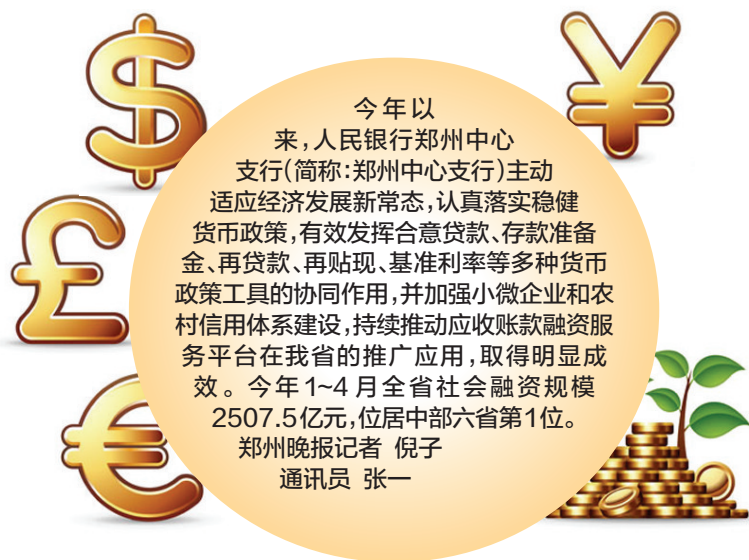 今年以
来，人民银行郑州中心
支行（简称：郑州中心支行）主动
适应经济发展新常态，认真落实稳健
货币政策，有效发挥合意贷款、存款准备
金、再贷款、再贴现、基准利率等多种货币
政策工具的协同作用，并加强小微企业和农
村信用体系建设，持续推动应收账款融资服
务平台在我省的推广应用，取得明显成
效。今年1~4月全省社会融资规模
2507.5亿元，位居中部六省第1位。
郑州晚报记者 倪子
通讯员 张一